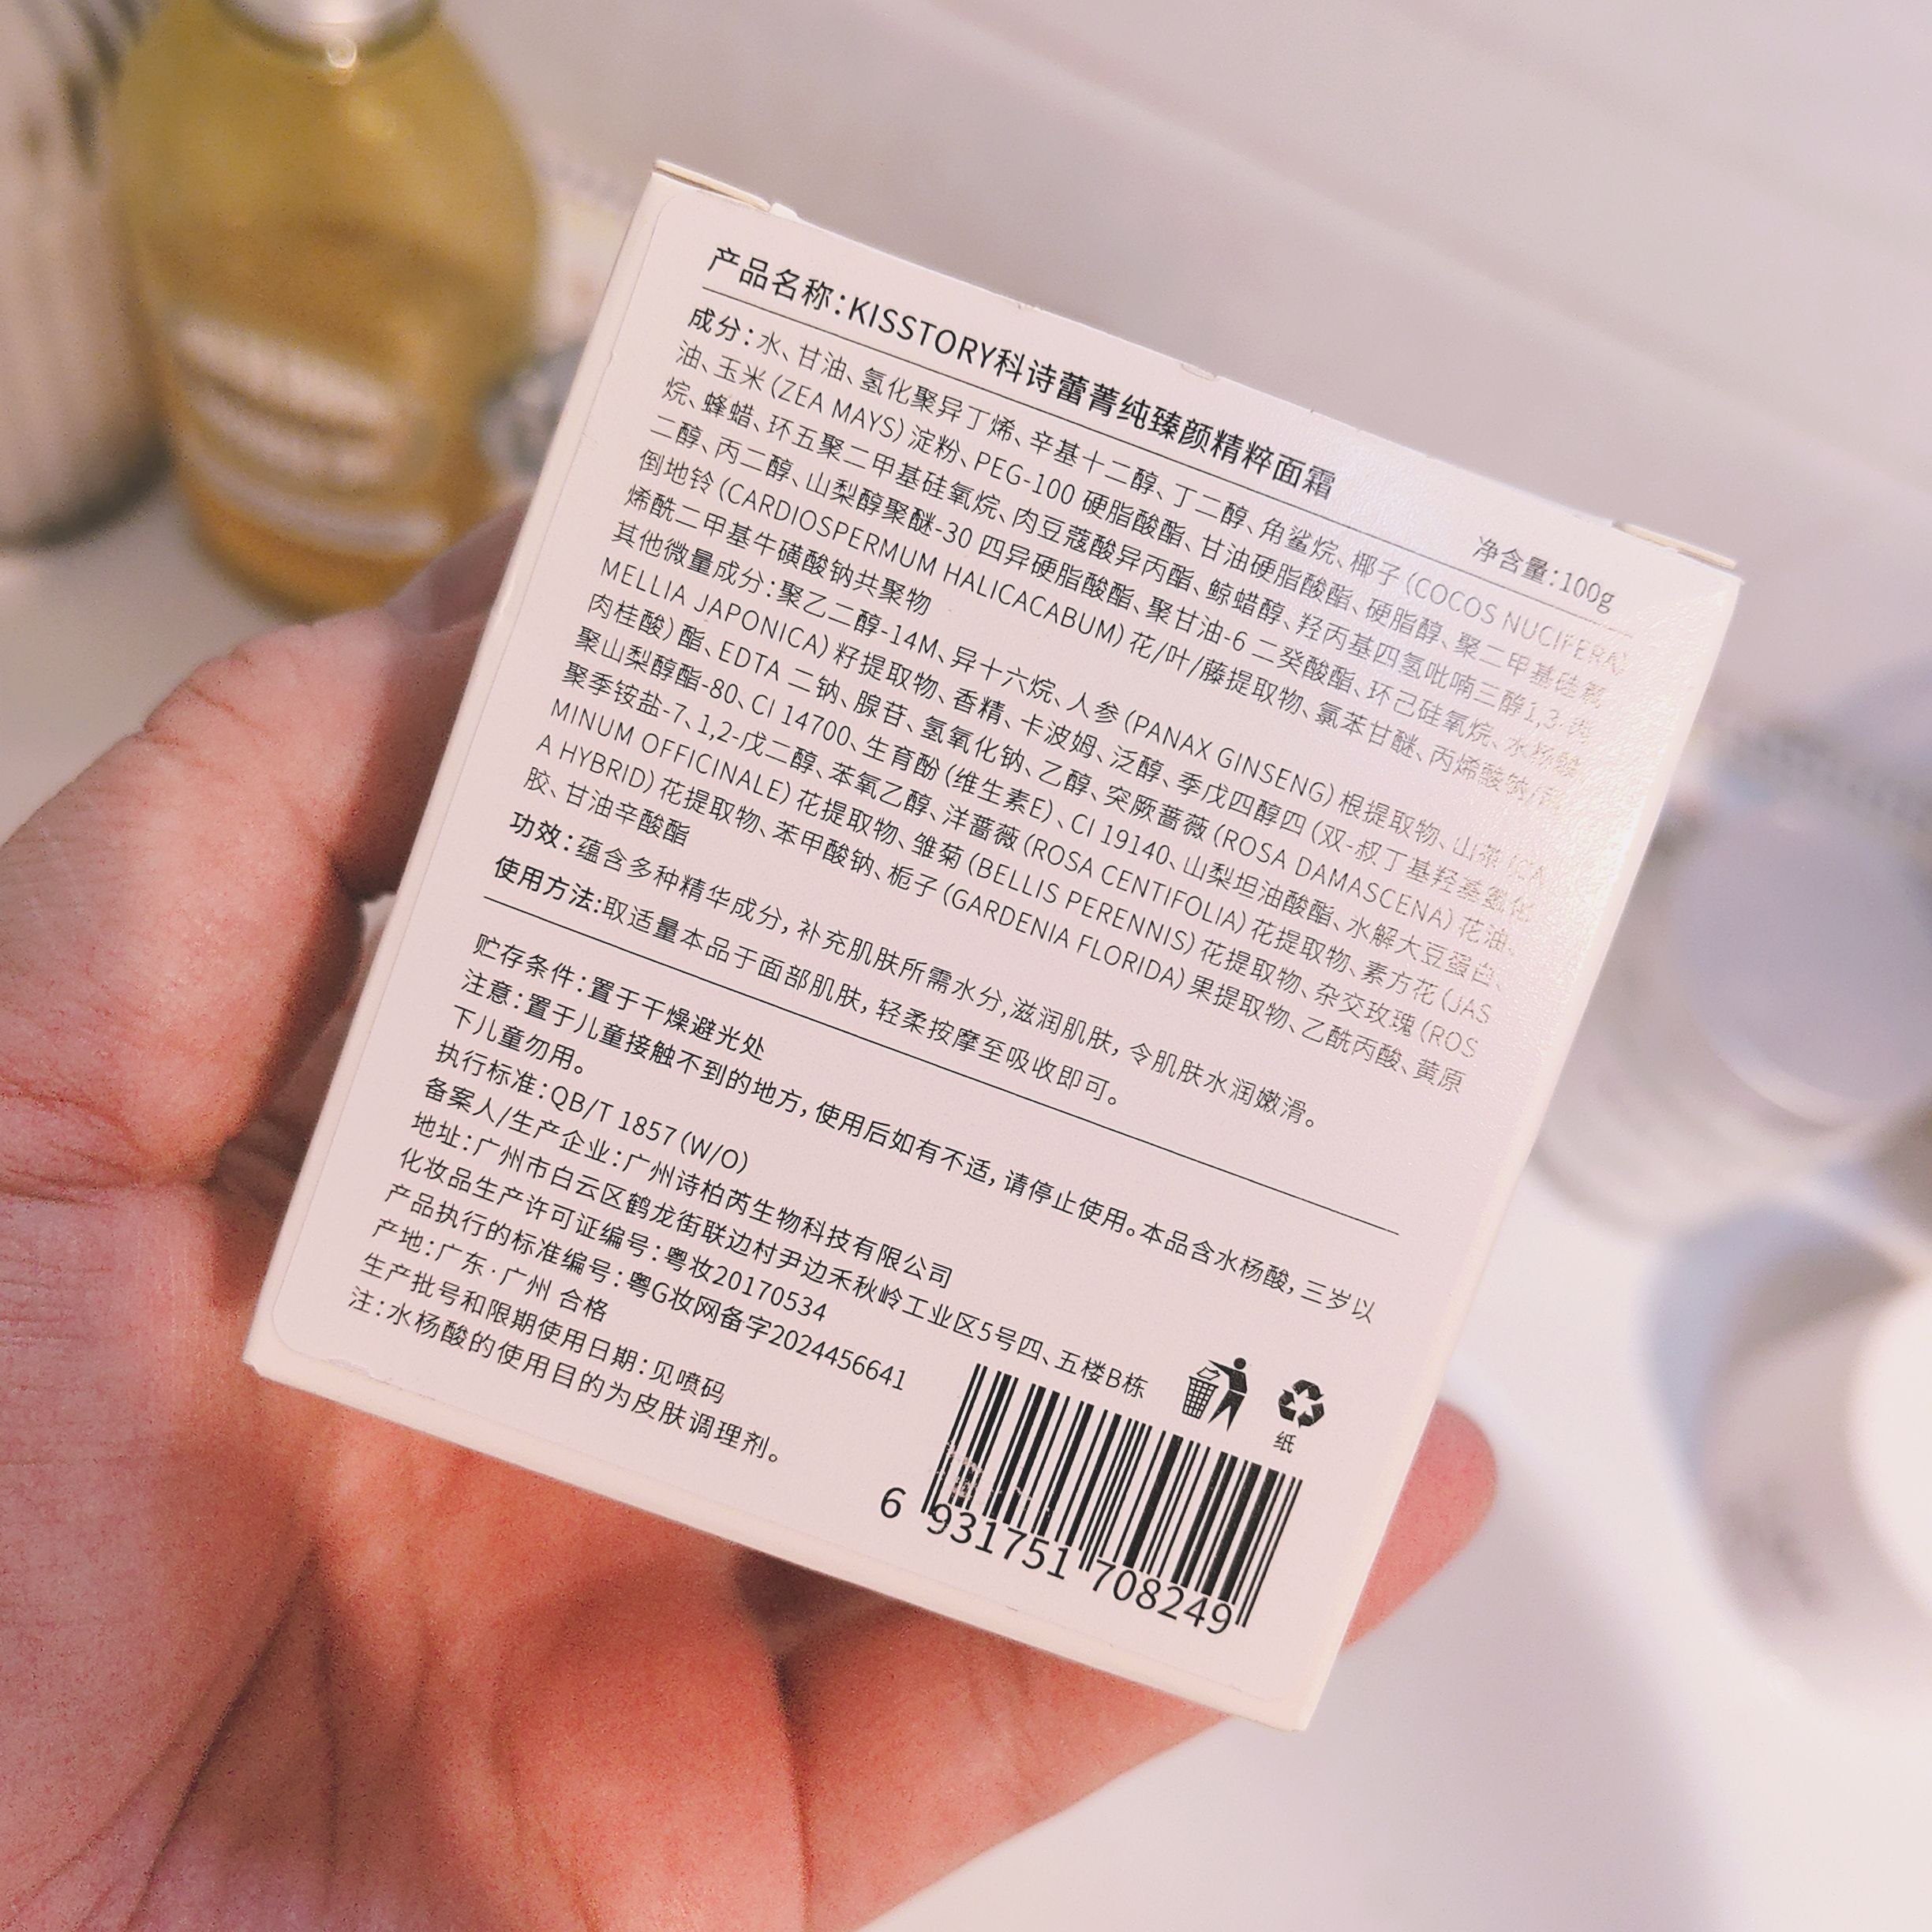 产品名称：KISSTORY科诗蕾菁纯臻颜精粹面霜
净含量：100g
成分：水、甘油、氢化聚异丁烯、辛基十二醇、丁二醇、角鲨烷、椰子（COCOS NUCIFERA）
油、玉米（ZEA MAYS）淀粉、PEG-100 硬脂酸酯、甘油硬脂酸酯、硬脂醇、聚二甲基硅氧
烷、蜂蜡、环五聚二甲基硅氧烷、肉豆蔻酸异丙酯、鲸蜡醇、羟丙基四氢吡喃三醇、1,3-丙
二醇、丙二醇、山梨醇聚醚-30 四异硬脂酸酯、聚甘油-6 二癸酸酯、环己硅氧烷、水杨酸、
倒地铃（CARDIOSPERMUM HALICACABUM）花/叶/藤提取物、氯苯甘醚、丙烯酸钠/丙
烯酰二甲基牛磺酸钠共聚物
其他微量成分：聚乙二醇-14M、异十六烷、人参（PANAX GINSENG）根提取物、山茶（CA
MELLIA JAPONICA）籽提取物、香精、卡波姆、泛醇、季戊四醇四（双-叔丁基羟基氢化
肉桂酸）酯、EDTA 二钠、腺苷、氢氧化钠、乙醇、突厥蔷薇（ROSA DAMASCENA）花油、
聚山梨醇酯-80、CI 14700、生育酚（维生素E）、CI 19140、山梨坦油酸酯、水解大豆蛋白、
聚季铵盐-7、1,2-戊二醇、苯氧乙醇、洋蔷薇（ROSA CENTIFOLIA）花提取物、素方花（JAS
MINUM OFFICINALE）花提取物、雏菊（BELLIS PERENNIS）花提取物、杂交玫瑰（ROS
A HYBRID）花提取物、苯甲酸钠、栀子（GARDENIA FLORIDA）果提取物、乙酰丙酸、黄原
胶、甘油辛酸酯
功效：蕴含多种精华成分，补充肌肤所需水分，滋润肌肤，令肌肤水润嫩滑。
使用方法：取适量本品于面部肌肤，轻柔按摩至吸收即可。
贮存条件：置于干燥避光处
注意：置于儿童接触不到的地方，使用后如有不适，请停止使用。本品含水杨酸，三岁以
下儿童勿用。
执行标准：QB/T 1857（W/O）
备案人/生产企业：广州诗柏芮生物科技有限公司
地址：广州市白云区鹤龙街联边村尹边禾秋岭工业区5号四、五楼B栋
化妆品生产许可证编号：粤妆20170534
产品执行的标准编号：粤G妆网备字2024456641
产地：广东·广州 合格
生产批号和限期使用日期：见喷码
注：水杨酸的使用目的为皮肤调理剂。
纸
6 931751 708249